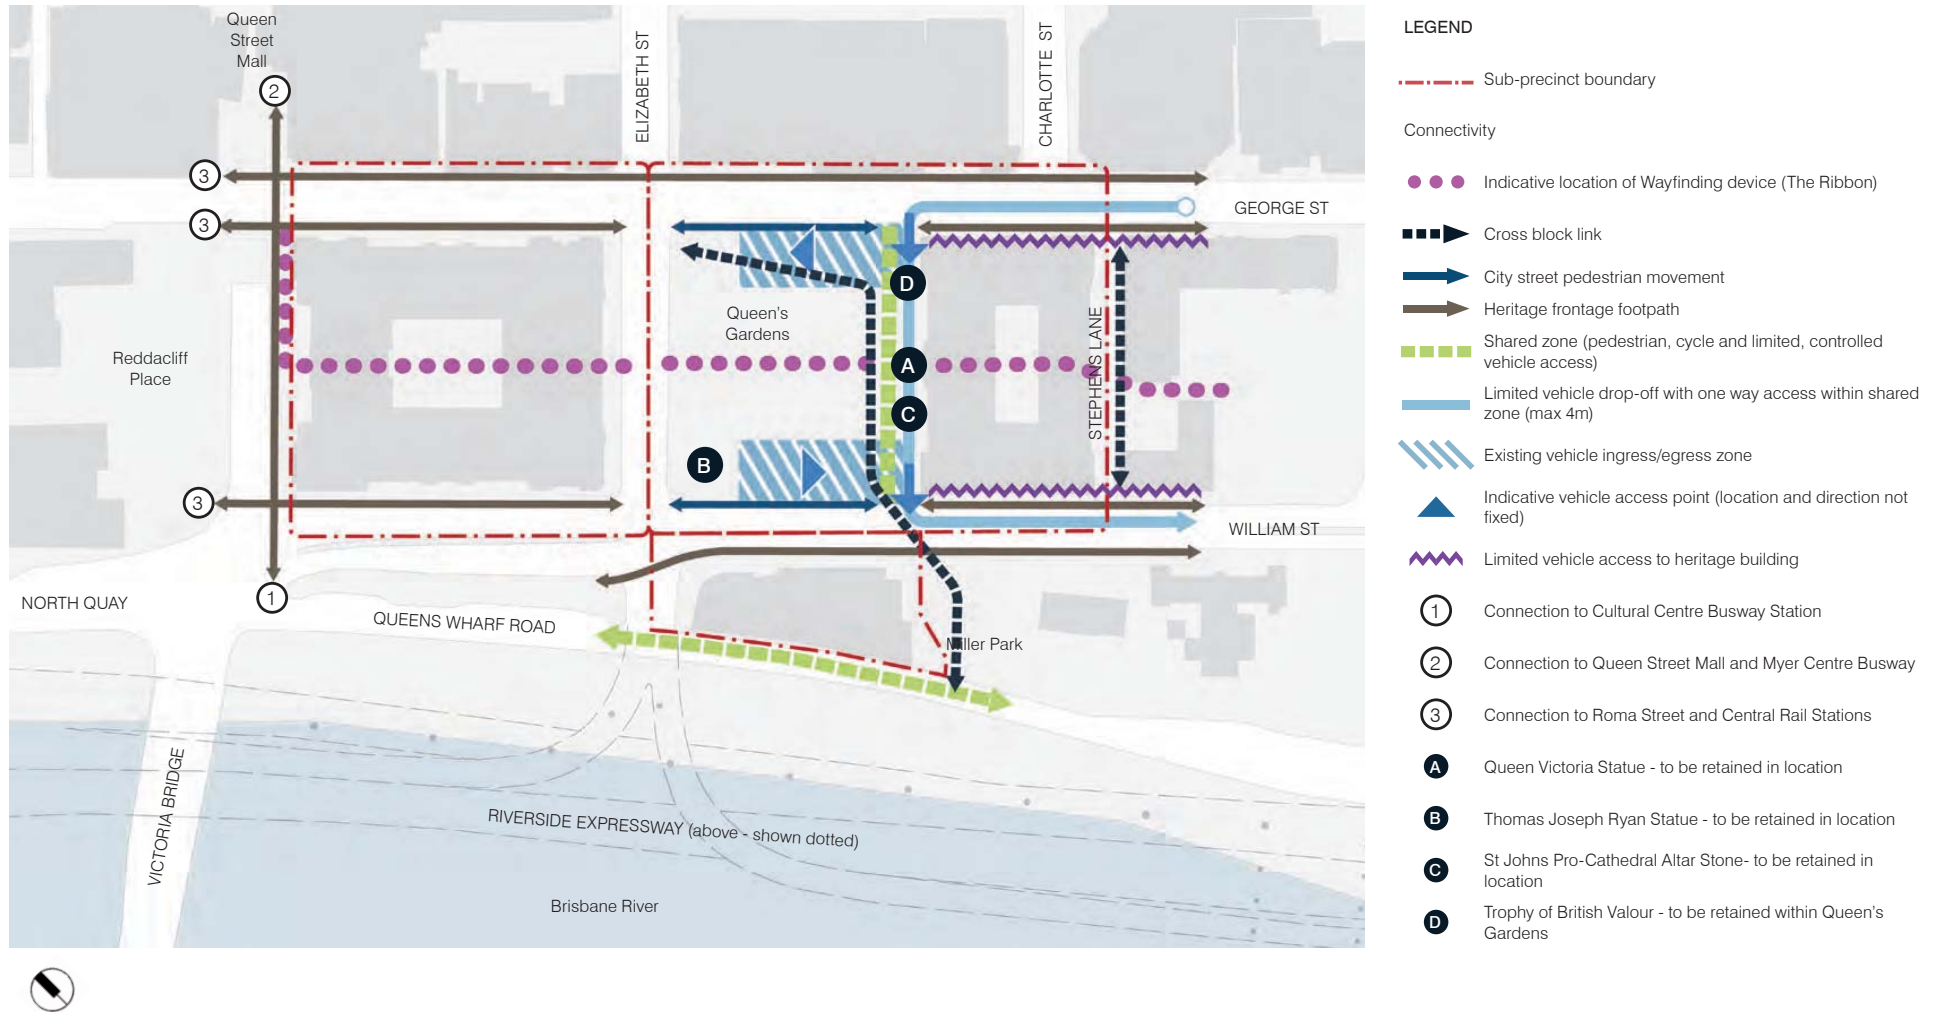 Queen
Street
Mall
2
ELIZABETH ST
CHARLOTTE ST
3
3
GEORGE ST
D
Queen's
Gardens
Reddacliff
Place
A
STEPHENS LANE
C
B
3
WILLIAM ST
1
NORTH QUAY
QUEENS WHARF ROAD
Miller Park
VICTORIA BRIDGE
RIVERSIDE EXPRESSWAY (above - shown dotted)
Brisbane River
LEGEND
Sub-precinct boundary
Connectivity
Indicative location of Wayfinding device (The Ribbon)
Cross block link
City street pedestrian movement
Heritage frontage footpath
Shared zone (pedestrian, cycle and limited, controlled
vehicle access)
Limited vehicle drop-off with one way access within shared
zone (max 4m)
Existing vehicle ingress/egress zone
Indicative vehicle access point (location and direction not
fixed)
Limited vehicle access to heritage building
1 Connection to Cultural Centre Busway Station
2 Connection to Queen Street Mall and Myer Centre Busway
3 Connection to Roma Street and Central Rail Stations
A Queen Victoria Statue - to be retained in location
B Thomas Joseph Ryan Statue - to be retained in location
C St Johns Pro-Cathedral Altar Stone- to be retained in
location
D Trophy of British Valour - to be retained within Queen's
Gardens